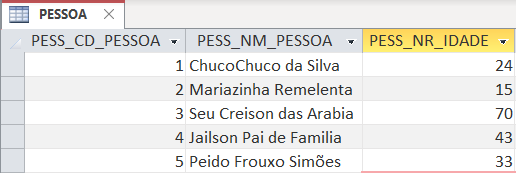 PESSOA
PESS_CD_PESSOA PESS_NM_PESSOA PESS_NR_IDADE
1 ChucoChuco da Silva 24
2 Mariazinha Remelenta 15
3 Seu Creison das Arabia 70
4 Jailson Pai de Familia 43
5 Peido Frouxo Simões 33